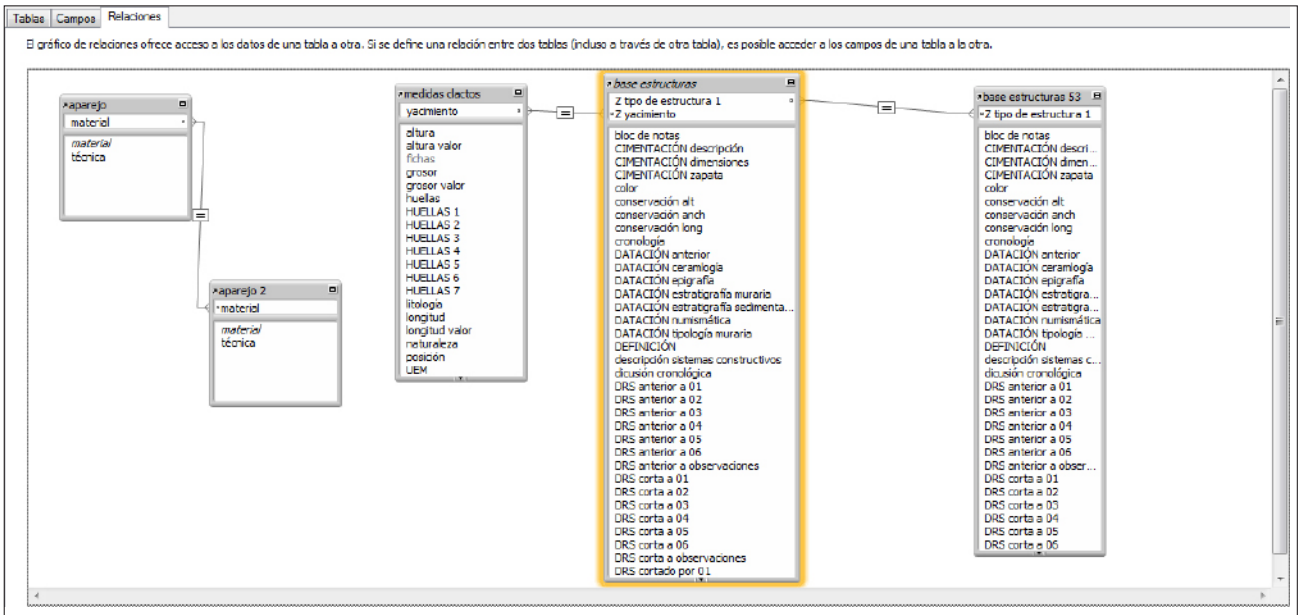 Tablas Campos Relaciones
El gráfico de relaciones ofrece acceso a los datos de una tabla a otra. Si se define una relación entre dos tablas (incluso a través de otra tabla), es posible acceder a los campos de una tabla a la otra.
aparejo
material
material
técnica
aparejo 2
material
material
técnica
medidas clactos
yacimiento
altura
altura valor
fichas
grosor
grosor valor
huellas
HUELLAS 1
HUELLAS 2
HUELLAS 3
HUELLAS 4
HUELLAS 5
HUELLAS 6
HUELLAS 7
litología
longitud
longitud valor
naturaleza
posición
UEM
base estructuras
Z tipo de estructura 1
Z yacimiento
bloc de notas
CIMENTACIÓN descripción
CIMENTACIÓN dimensiones
CIMENTACIÓN zapata
color
conservación alt
conservación anch
conservación long
cronología
DATACIÓN anterior
DATACIÓN ceramlogía
DATACIÓN epigrafía
DATACIÓN estratigrafía muraria
DATACIÓN estratigrafía sedimenta...
DATACIÓN numismática
DATACIÓN tipología muraria
DEFINICIÓN
descripción sistemas constructivos
dicusión cronológica
DRS anterior a 01
DRS anterior a 02
DRS anterior a 03
DRS anterior a 04
DRS anterior a 05
DRS anterior a 06
DRS anterior a observaciones
DRS corta a 01
DRS corta a 02
DRS corta a 03
DRS corta a 04
DRS corta a 05
DRS corta a 06
DRS corta a observaciones
DRS cortado por 01
base estructuras 53
Z tipo de estructura 1
bloc de notas
CIMENTACIÓN descri...
CIMENTACIÓN dimen...
CIMENTACIÓN zapata
color
conservación alt
conservación anch
conservación long
cronología
DATACIÓN anterior
DATACIÓN ceramlogía
DATACIÓN epigrafía
DATACIÓN estratigra...
DATACIÓN estratigra...
DATACIÓN numismática
DATACIÓN tipología ...
DEFINICIÓN
descripción sistemas c...
dicusión cronológica
DRS anterior a 01
DRS anterior a 02
DRS anterior a 03
DRS anterior a 04
DRS anterior a 05
DRS anterior a 06
DRS anterior a obser...
DRS corta a 01
DRS corta a 02
DRS corta a 03
DRS corta a 04
DRS corta a 05
DRS corta a 06